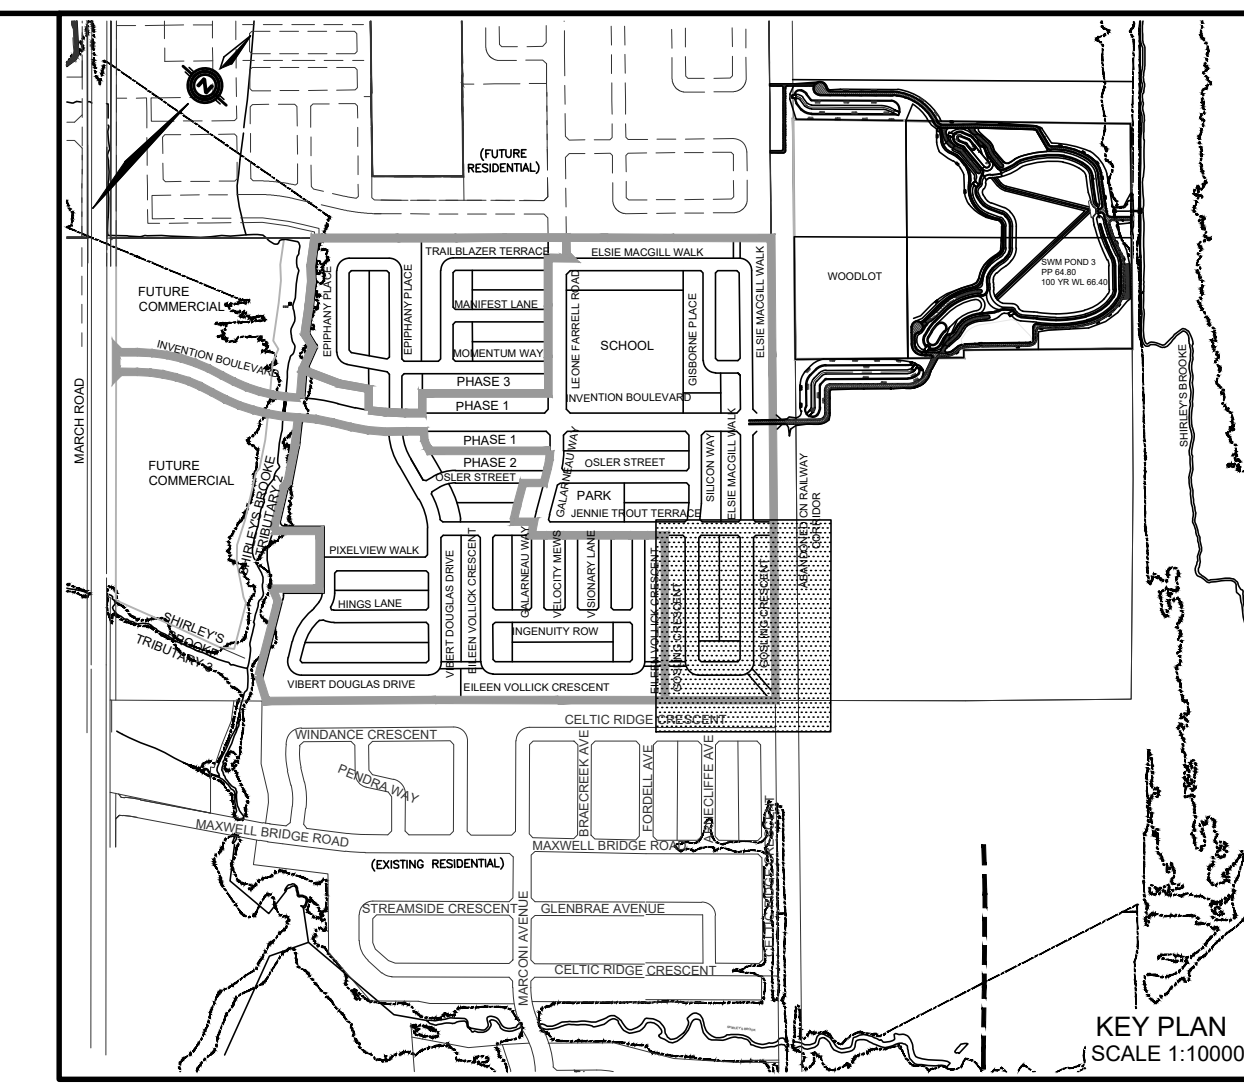 N
(FUTURE
RESIDENTIAL)
TRAILBLAZER TERRACE
ELSIE MACGILL WALK
EPIPHANY PLACE
EPIPHANY PLACE
ELSIE MACGILL WALK
WOODLOT
SWM POND 3
PP 64.80
100 YR WL 66.40
FUTURE
COMMERCIAL
MANIFEST LANE
LEONE FARRELL ROAD
GISBORNE PLACE
SCHOOL
INVENTION BOULEVARD
MOMENTUM WAY
PHASE 3
INVENTION BOULEVARD
PHASE 1
MARCH ROAD
SHIRLEY'S BROOKE
PHASE 1
PHASE 2
FUTURE
COMMERCIAL
OSLER STREET
OSLER STREET
GALARNEAU WAY
SILICON WAY
ELSIE MACGILL WALK
PARK
JENNIE TROUT TERRACE
SHIRLEY'S BROOKE
TRIBUTARY 2
ABANDONED CN RAILWAY
CORRIDOR
PIXELVIEW WALK
VIBERT DOUGLAS DRIVE
EILEEN VOLLICK CRESCENT
GALARNEAU WAY
VELOCITY MEWS
VISIONARY LANE
EILEEN VOLLICK CRESCENT
GOSLING CRESCENT
GOSLING CRESCENT
HINGS LANE
INGENUITY ROW
SHIRLEY'S
BROOKE
TRIBUTARY 3
VIBERT DOUGLAS DRIVE
EILEEN VOLLICK CRESCENT
CELTIC RIDGE CRESCENT
WINDANCE CRESCENT
PENDRA WAY
BRAECREEK AVE
FORDELL AVE
ARNECLIFFE AVE
MAXWELL BRIDGE ROAD
MAXWELL BRIDGE ROAD
(EXISTING RESIDENTIAL)
CELTIC RIDGE CRESCENT
STREAMSIDE CRESCENT
GLENBRAE AVENUE
MARCONI AVENUE
CELTIC RIDGE CRESCENT
KEY PLAN
SCALE 1:10000